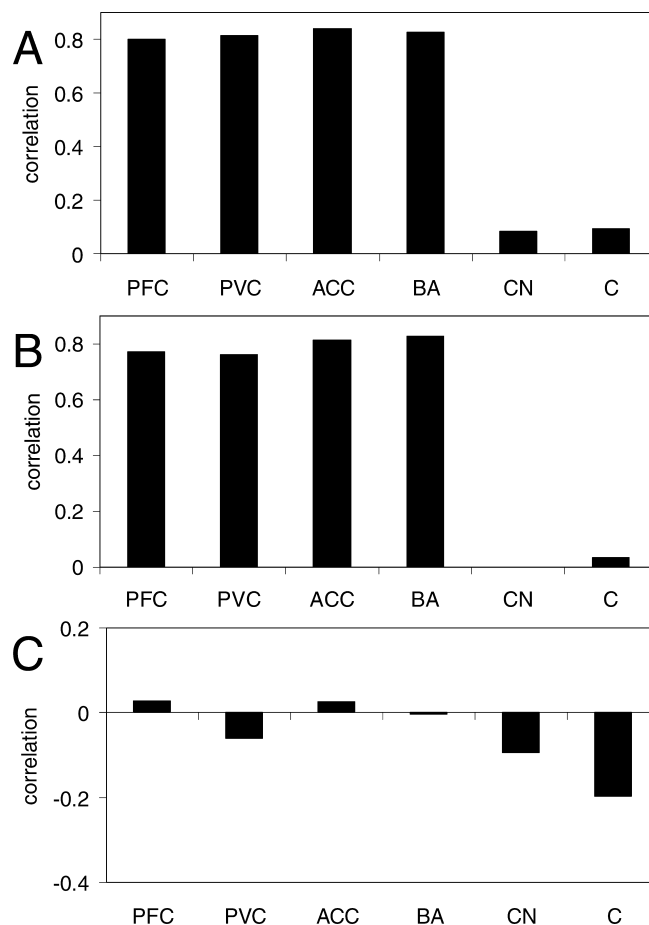 A
correlation
0.8
0.6
0.4
0.2
0
PFC PVC ACC BA CN C
B
correlation
0.8
0.6
0.4
0.2
0
PFC PVC ACC BA CN C
C
correlation
0.2
0
-0.2
-0.4
PFC PVC ACC BA CN C